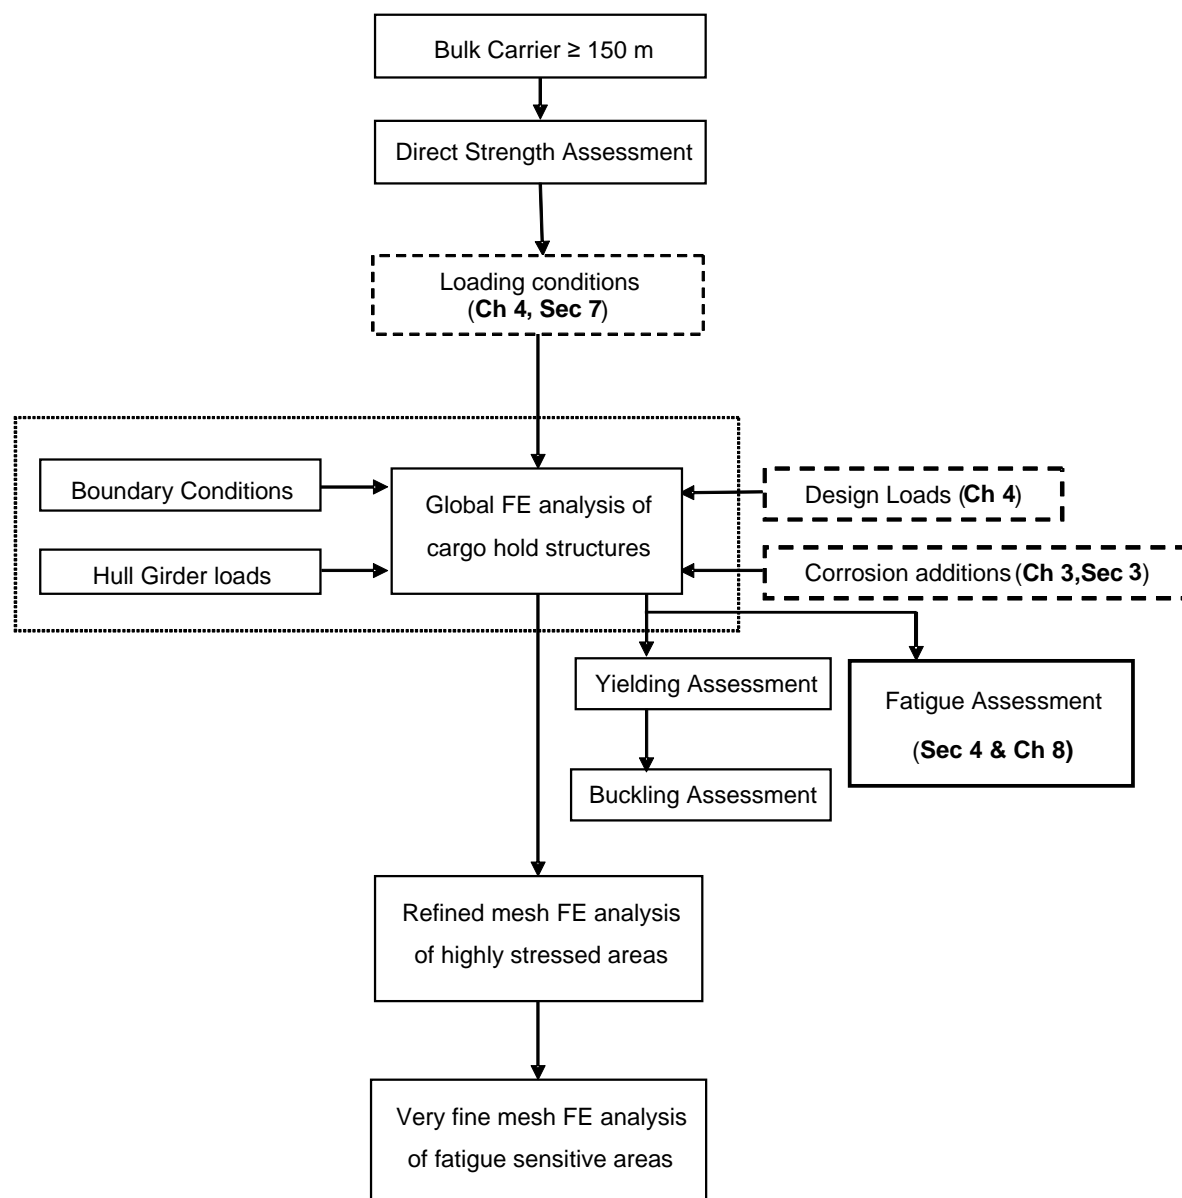 Bulk Carrier ≥ 150 m
Direct Strength Assessment
Loading conditions
(Ch 4, Sec 7)
Boundary Conditions
Hull Girder loads
Global FE analysis of
cargo hold structures
Design Loads (Ch 4)
Corrosion additions (Ch 3,Sec 3)
Yielding Assessment
Buckling Assessment
Fatigue Assessment
(Sec 4 & Ch 8)
Refined mesh FE analysis
of highly stressed areas
Very fine mesh FE analysis
of fatigue sensitive areas